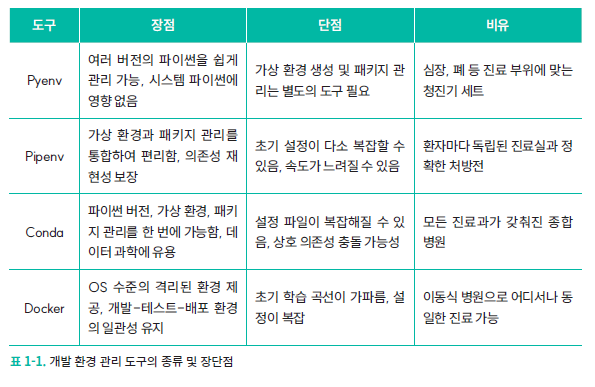 도구
장점
단점
비유
Pyenv
여러 버전의 파이썬을 쉽게
관리 가능, 시스템 파이썬에
영향 없음
가상 환경 생성 및 패키지 관
리는 별도의 도구 필요
심장, 폐 등 진료 부위에 맞는
청진기 세트
Pipenv
가상 환경과 패키지 관리를
통합하여 편리함, 의존성 재
현성 보장
초기 설정이 다소 복잡할 수
있음, 속도가 느려질 수 있음
환자마다 독립된 진료실과 정
확한 처방전
Conda
파이썬 버전, 가상 환경, 패키
지 관리를 한 번에 가능함, 데
이터 과학에 유용
설정 파일이 복잡해질 수 있
음, 상호 의존성 충돌 가능성
모든 진료과가 갖춰진 종합
병원
Docker
OS 수준의 격리된 환경 제
공, 개발-테스트-배포 환경
의 일관성 유지
초기 학습 곡선이 가파름, 설
정이 복잡
이동식 병원으로 어디서나 동
일한 진료 가능
표 1-1. 개발 환경 관리 도구의 종류 및 장단점